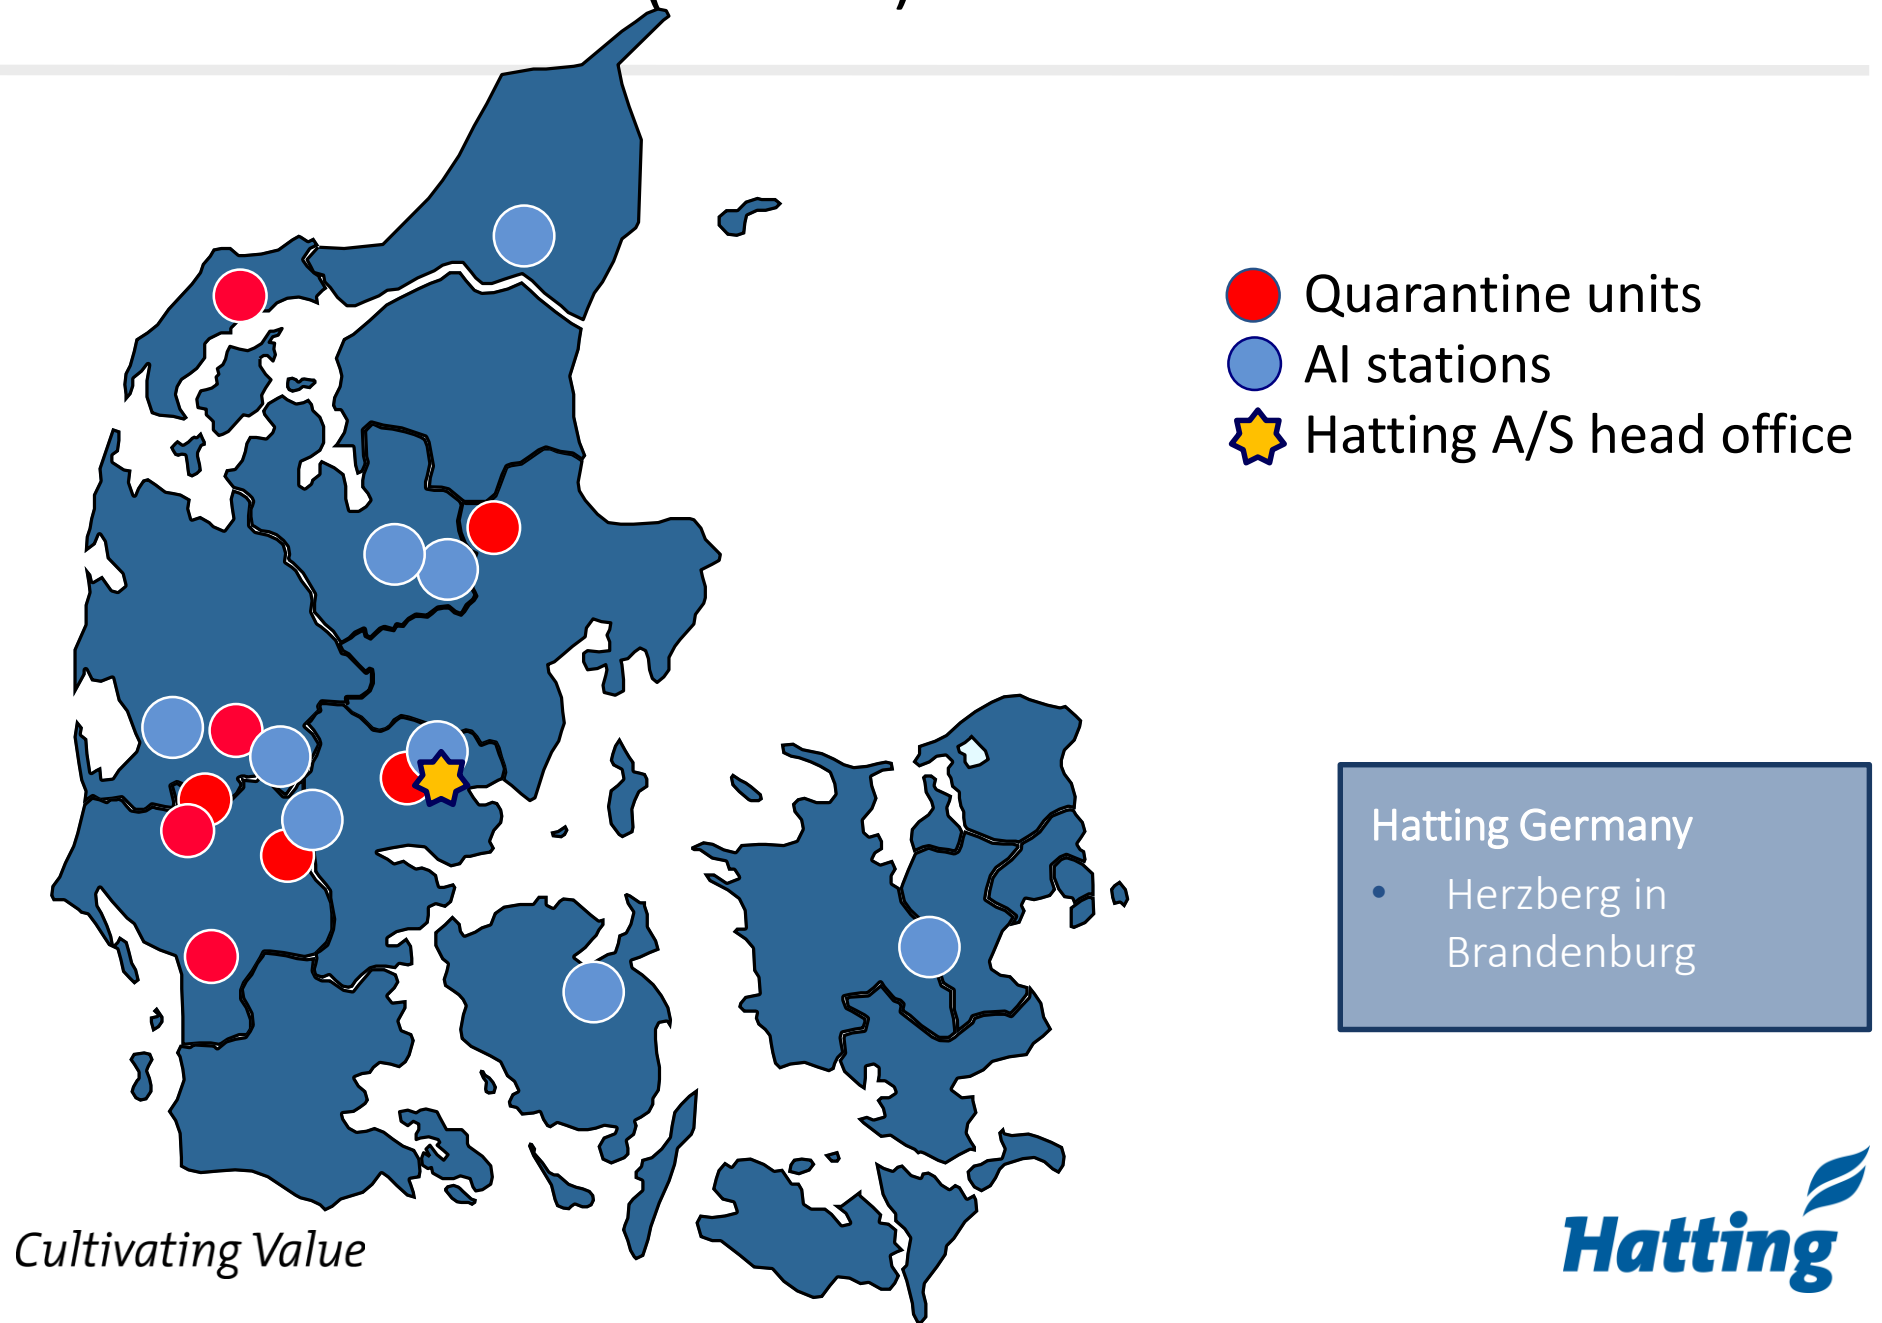 Quarantine units
AI stations
Hatting A/S head office
Hatting Germany
• Herzberg in
Brandenburg
Cultivating Value
Hatting